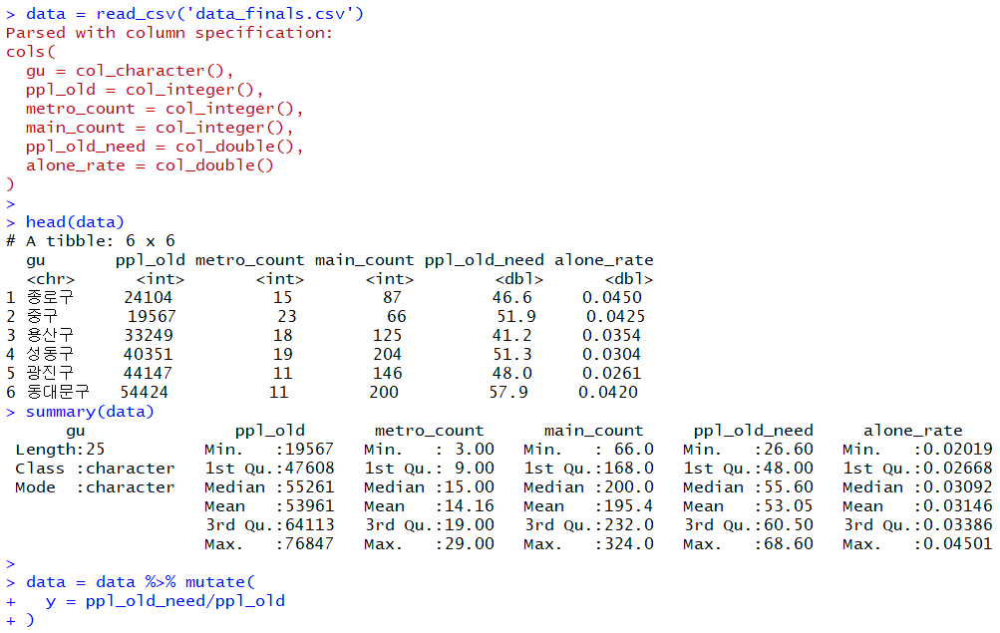 > data = read_csv('data_finals.csv')
Parsed with column specification:
cols(
  gu = col_character(),
  ppl_old = col_integer(),
  metro_count = col_integer(),
  main_count = col_integer(),
  ppl_old_need = col_double(),
  alone_rate = col_double()
)
>
> head(data)
# A tibble: 6 x 6
  gu       ppl_old metro_count main_count ppl_old_need alone_rate
  <chr>      <int>       <int>      <int>        <dbl>      <dbl>
1 종로구     24104          15         87         46.6     0.0450
2 중구       19567          23         66         51.9     0.0425
3 용산구     33249          18        125         41.2     0.0354
4 성동구     40351          19        204         51.3     0.0304
5 광진구     44147          11        146         48.0     0.0261
6 동대문구   54424          11        200         57.9     0.0420
> summary(data)
      gu               ppl_old       metro_count      main_count     ppl_old_need     alone_rate
 Length:25          Min.   :19567   Min.   : 3.00   Min.   : 66.0   Min.   :26.60   Min.   :0.02019
 Class :character   1st Qu.:47608   1st Qu.: 9.00   1st Qu.:168.0   1st Qu.:48.00   1st Qu.:0.02668
 Mode  :character   Median :55261   Median :15.00   Median :200.0   Median :55.60   Median :0.03092
                    Mean   :53961   Mean   :14.16   Mean   :195.4   Mean   :53.05   Mean   :0.03146
                    3rd Qu.:64113   3rd Qu.:19.00   3rd Qu.:232.0   3rd Qu.:60.50   3rd Qu.:0.03386
                    Max.   :76847   Max.   :29.00   Max.   :324.0   Max.   :68.60   Max.   :0.04501
>
> data = data %>% mutate(
+   y = ppl_old_need/ppl_old
+ )